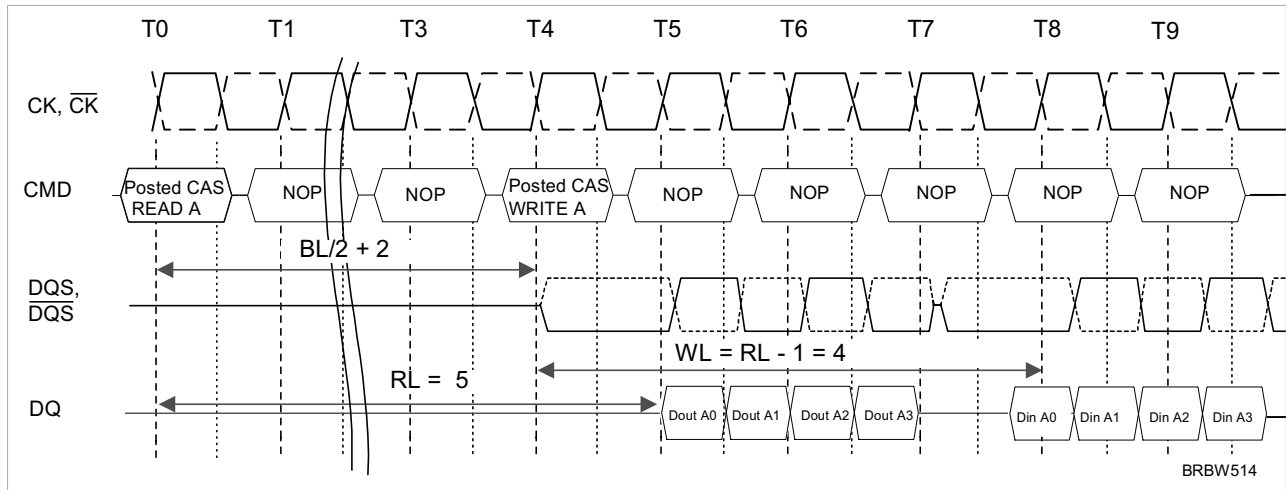 T0 T1 T3 T4 T5 T6 T7 T8 T9
CK, C̅K̅
CMD
Posted CAS
READ A
NOP
NOP
Posted CAS
WRITE A
NOP
NOP
NOP
NOP
NOP
BL/2 + 2
DQS,
D̅Q̅S̅
WL = RL - 1 = 4
RL = 5
DQ
Dout A0 Dout A1 Dout A2 Dout A3 Din A0 Din A1 Din A2 Din A3
BRBW514